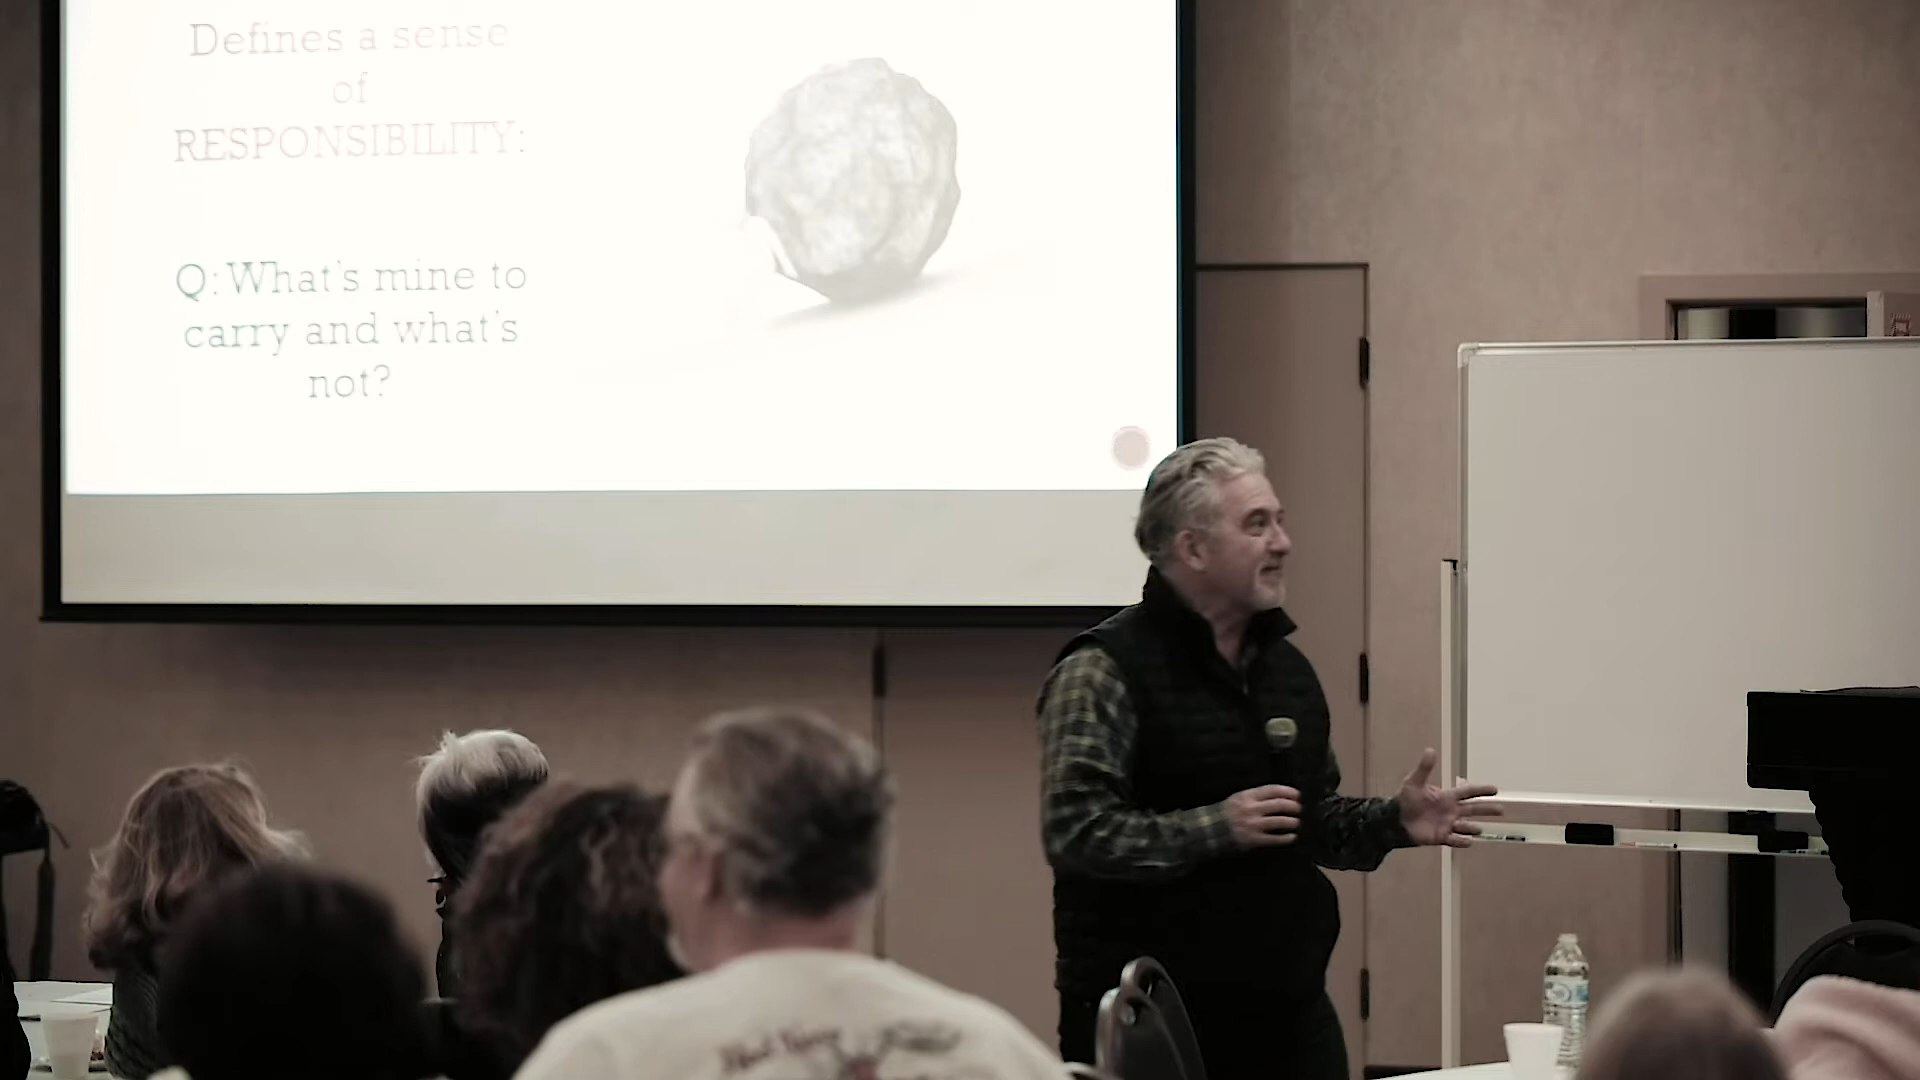 Defines a sense
of
RESPONSIBILITY:
Q: What's mine to
carry and what's
not?